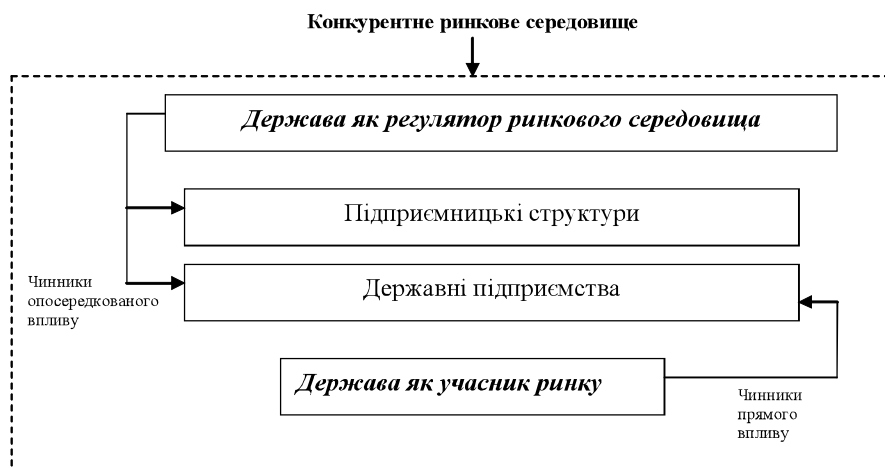 Конкурентне ринкове середовище
Держава як регулятор ринкового середовища
Підприємницькі структури
Державні підприємства
Чинники
опосередкованого
впливу
Держава як учасник ринку
Чинники
прямого
впливу